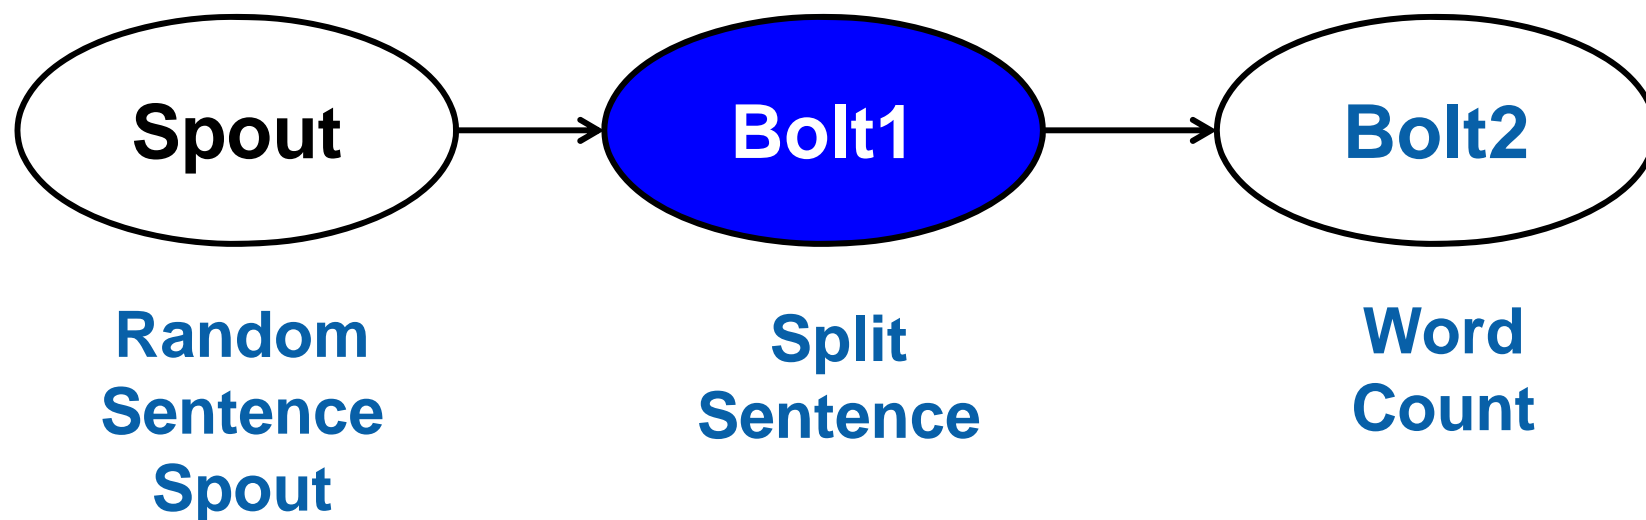 Spout
Bolt1
Bolt2
Random
Sentence
Spout
Split
Sentence
Word
Count